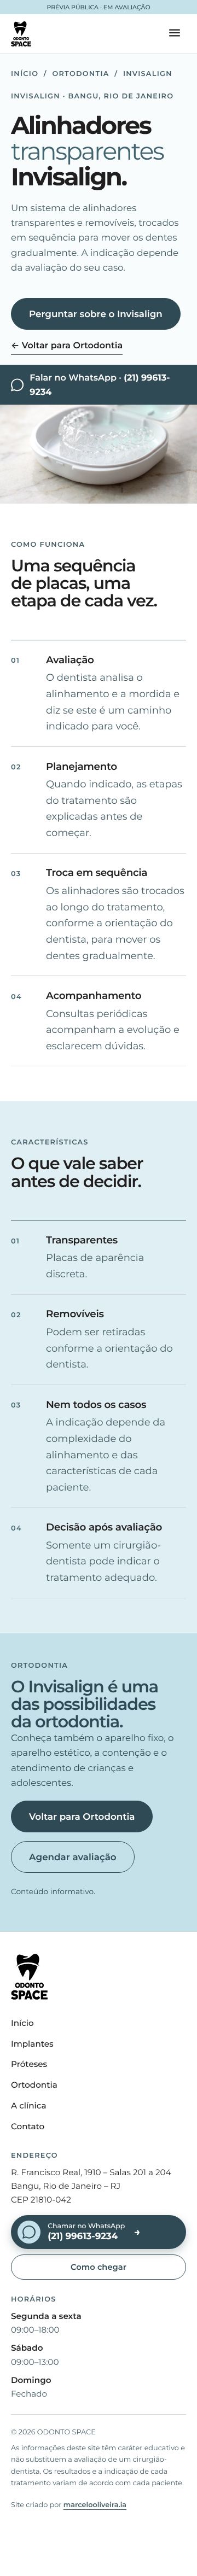 PRÉVIA PÚBLICA · EM AVALIAÇÃO
ODONTO
SPACE
INÍCIO / ORTODONTIA / INVISALIGN
INVISALIGN · BANGU, RIO DE JANEIRO
Alinhadores
transparentes
Invisalign.
Um sistema de alinhadores
transparentes e removíveis, trocados
em sequência para mover os dentes
gradualmente. A indicação depende
da avaliação do seu caso.
Perguntar sobre o Invisalign
← Voltar para Ortodontia
Falar no WhatsApp · (21) 99613-
9234
COMO FUNCIONA
Uma sequência
de placas, uma
etapa de cada vez.
01
Avaliação
O dentista analisa o
alinhamento e a mordida e
diz se este é um caminho
indicado para você.
02
Planejamento
Quando indicado, as etapas
do tratamento são
explicadas antes de
começar.
03
Troca em sequência
Os alinhadores são trocados
ao longo do tratamento,
conforme a orientação do
dentista, para mover os
dentes gradualmente.
04
Acompanhamento
Consultas periódicas
acompanham a evolução e
esclarecem dúvidas.
CARACTERÍSTICAS
O que vale saber
antes de decidir.
01
Transparentes
Placas de aparência
discreta.
02
Removíveis
Podem ser retiradas
conforme a orientação do
dentista.
03
Nem todos os casos
A indicação depende da
complexidade do
alinhamento e das
características de cada
paciente.
04
Decisão após avaliação
Somente um cirurgião-
dentista pode indicar o
tratamento adequado.
ORTODONTIA
O Invisalign é uma
das possibilidades
da ortodontia.
Conheça também o aparelho fixo, o
aparelho estético, a contenção e o
atendimento de crianças e
adolescentes.
Voltar para Ortodontia
Agendar avaliação
Conteúdo informativo.
ODONTO
SPACE
Início
Implantes
Próteses
Ortodontia
A clínica
Contato
ENDEREÇO
R. Francisco Real, 1910 – Salas 201 a 204
Bangu, Rio de Janeiro – RJ
CEP 21810-042
Chamar no WhatsApp
(21) 99613-9234 →
Como chegar
HORÁRIOS
Segunda a sexta
09:00–18:00
Sábado
09:00–13:00
Domingo
Fechado
© 2026 ODONTO SPACE
As informações deste site têm caráter educativo e
não substituem a avaliação de um cirurgião-
dentista. Os resultados e a indicação de cada
tratamento variam de acordo com cada paciente.
Site criado por marcelooliveira.ia